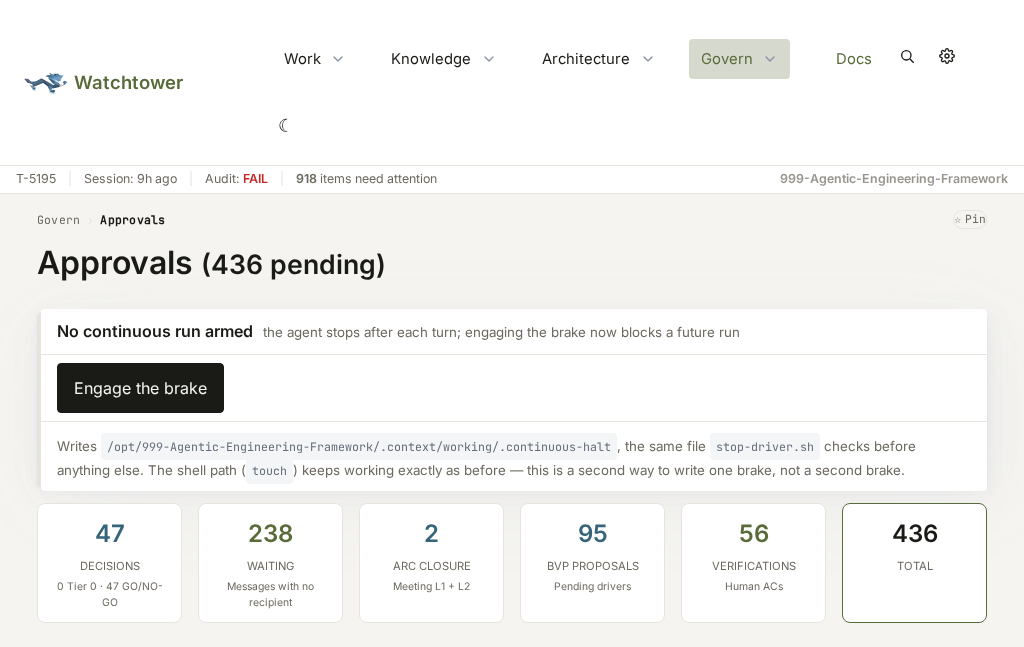 Work
Knowledge
Architecture
Govern
Docs
Watchtower
T-5195
Session: 9h ago
Audit: FAIL
918 items need attention
999-Agentic-Engineering-Framework
Govern › Approvals
☆ Pin
Approvals (436 pending)
No continuous run armed the agent stops after each turn; engaging the brake now blocks a future run
Engage the brake
Writes /opt/999-Agentic-Engineering-Framework/.context/working/.continuous-halt , the same file stop-driver.sh checks before
anything else. The shell path ( touch ) keeps working exactly as before — this is a second way to write one brake, not a second brake.
47
DECISIONS
0 Tier 0 · 47 GO/NO-
GO
238
WAITING
Messages with no
recipient
2
ARC CLOSURE
Meeting L1 + L2
95
BVP PROPOSALS
Pending drivers
56
VERIFICATIONS
Human ACs
436
TOTAL